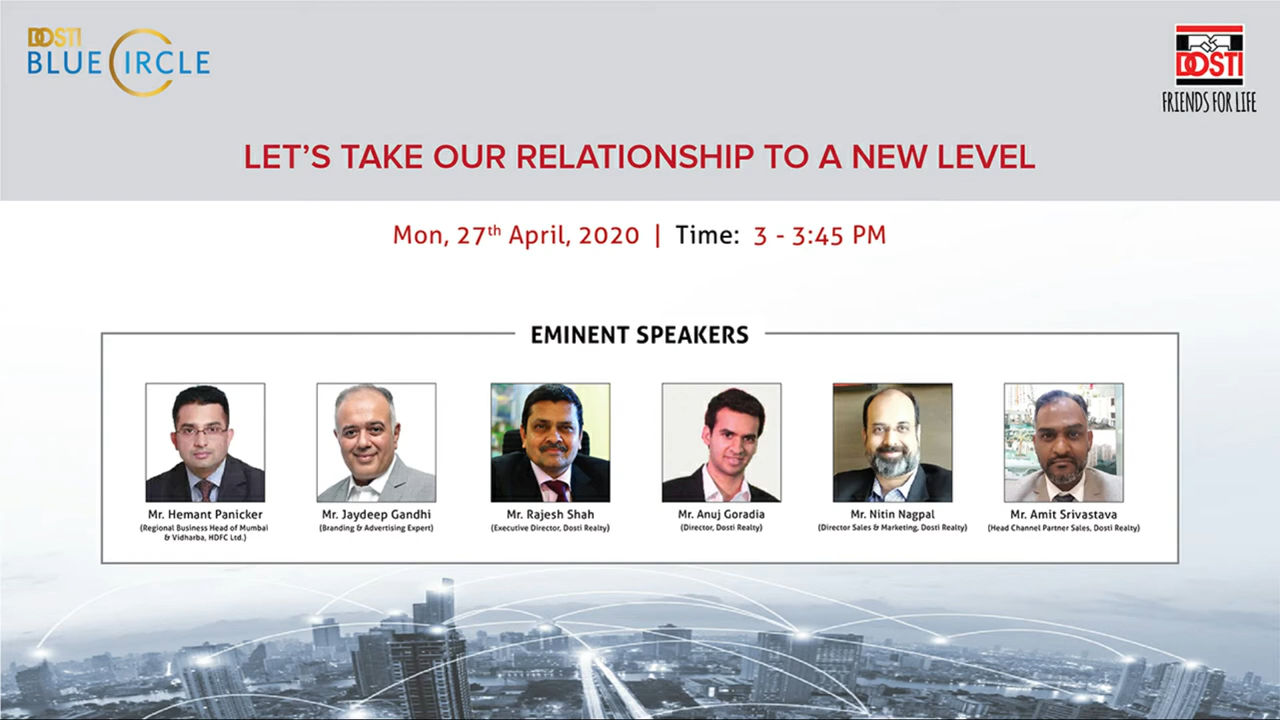 DOSTI
BLUE CIRCLE
DOSTI
FRIENDS FOR LIFE
LET'S TAKE OUR RELATIONSHIP TO A NEW LEVEL
Mon, 27th April, 2020 | Time: 3 - 3:45 PM
EMINENT SPEAKERS
Mr. Hemant Panicker
(Regional Business Head of Mumbai
& Vidharba, HDFC Ltd.)
Mr. Jaydeep Gandhi
(Branding & Advertising Expert)
Mr. Rajesh Shah
(Executive Director, Dosti Realty)
Mr. Anuj Goradia
(Director, Dosti Realty)
Mr. Nitin Nagpal
(Director Sales & Marketing, Dosti Realty)
Mr. Amit Srivastava
(Head Channel Partner Sales, Dosti Realty)